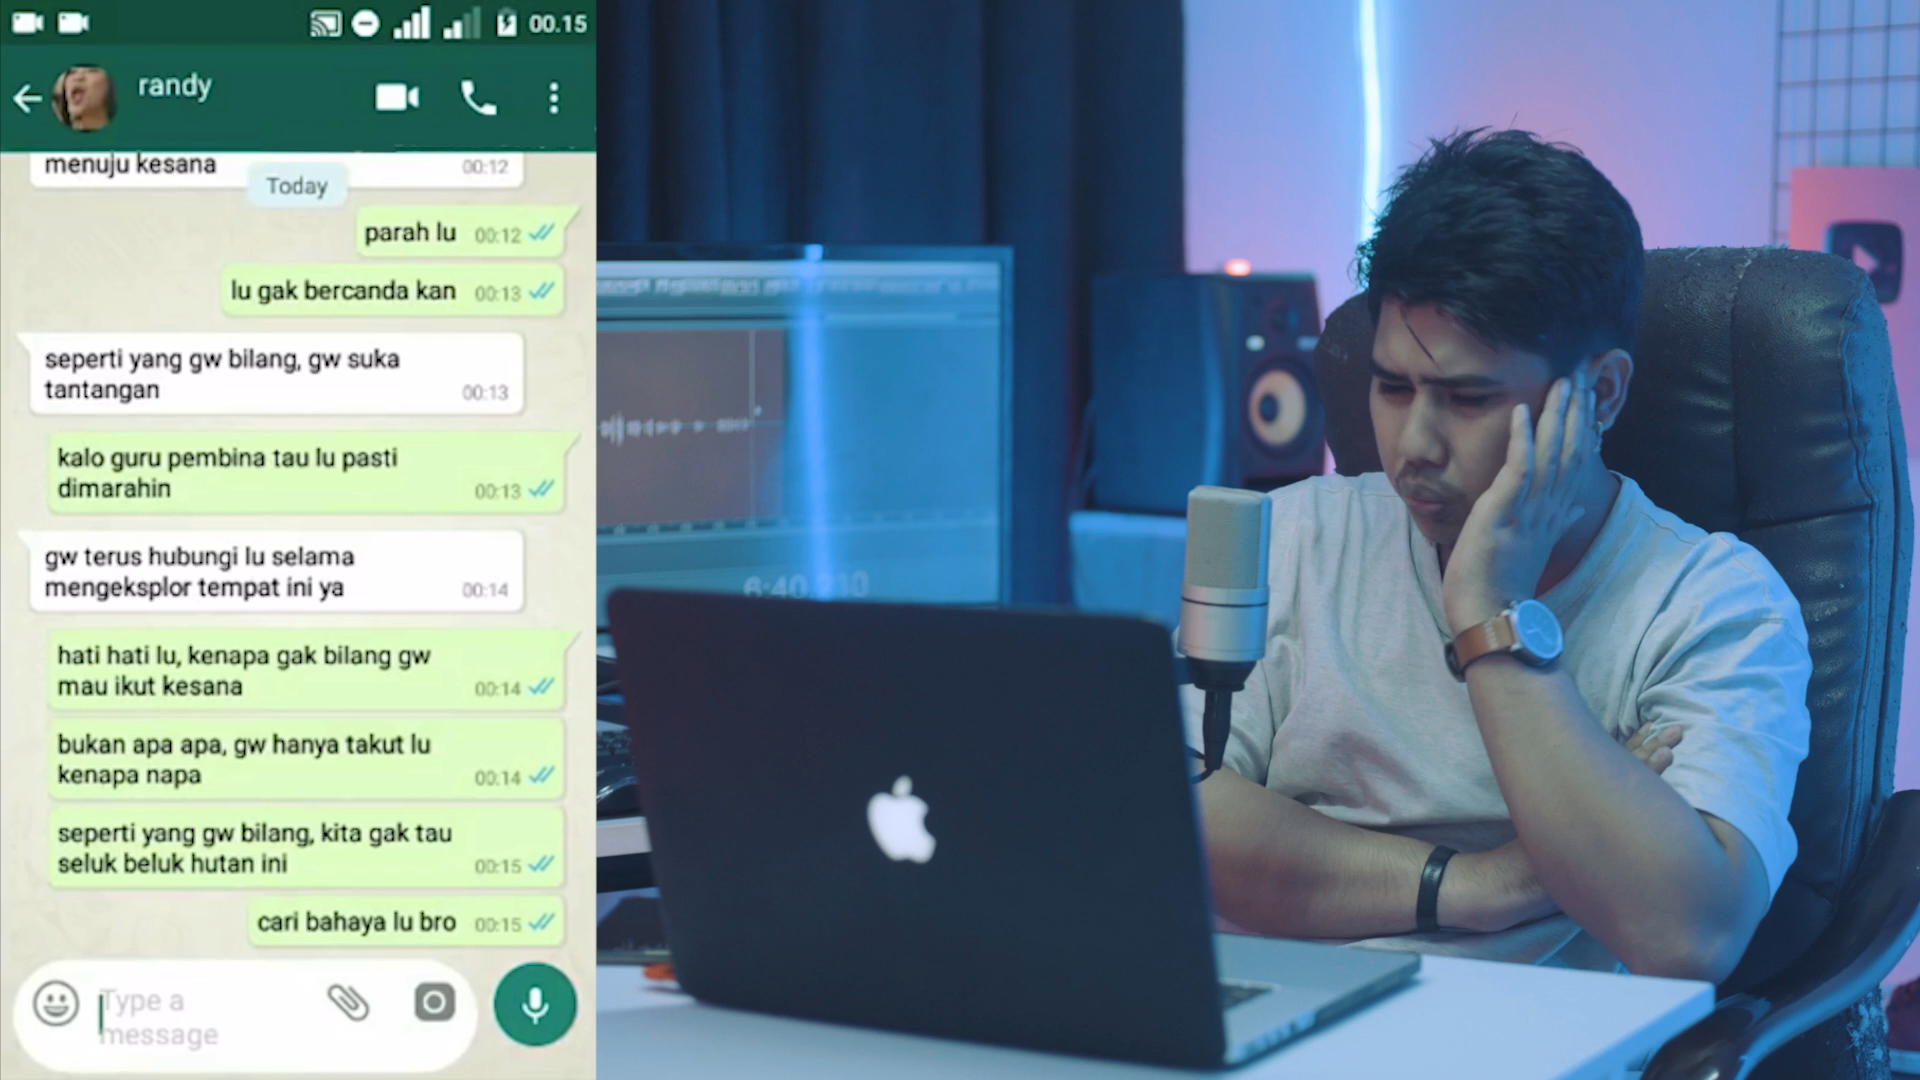 00.15
randy
menuju kesana 00:12
Today
parah lu 00:12
lu gak bercanda kan 00:13
seperti yang gw bilang, gw suka
tantangan 00:13
kalo guru pembina tau lu pasti
dimarahin 00:13
gw terus hubungi lu selama
mengeksplor tempat ini ya 00:14
hati hati lu, kenapa gak bilang gw
mau ikut kesana 00:14
bukan apa apa, gw hanya takut lu
kenapa napa 00:14
seperti yang gw bilang, kita gak tau
seluk beluk hutan ini 00:15
cari bahaya lu bro 00:15
Type a
message
6:40.210